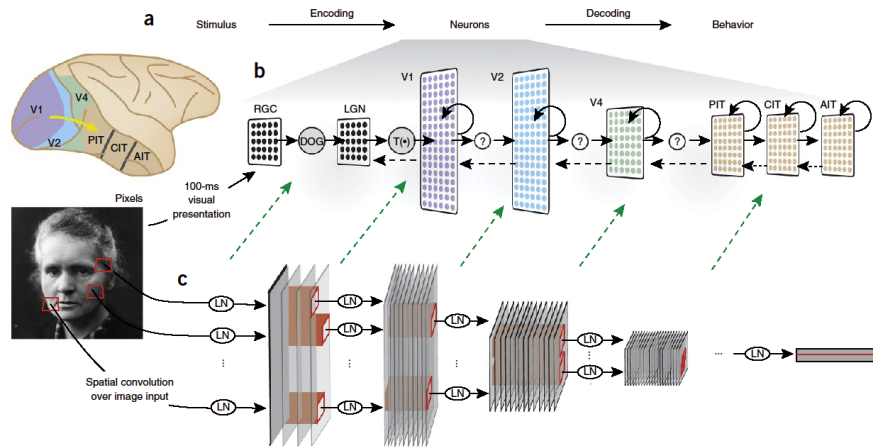 a
Stimulus
Encoding
Neurons
Decoding
Behavior
V1
V4
V2
PIT
CIT
AIT
b
RGC
DOG
LGN
T(•)
V1
?
V2
?
V4
?
PIT
CIT
AIT
100-ms
visual
presentation
Pixels
c
LN
LN
LN
LN
LN
LN
LN
LN
LN
LN
LN
...
LN
Spatial convolution
over image input